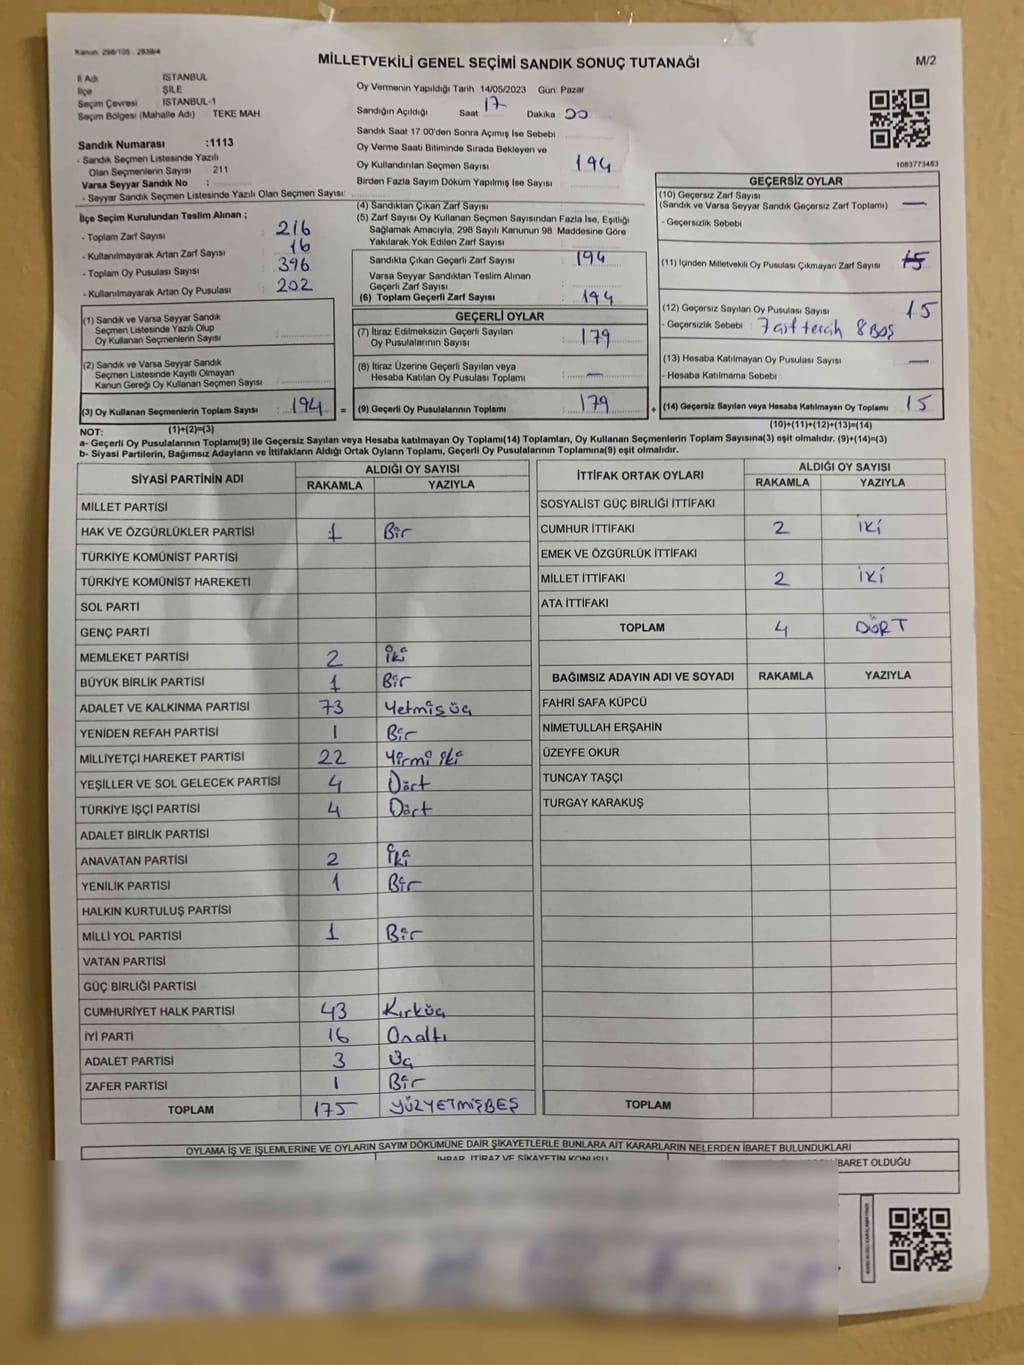 Kanun: 298/105 , 2839/4
MİLLETVEKİLİ GENEL SEÇİMİ SANDIK SONUÇ TUTANAĞI
M/2
İl Adı İSTANBUL
İlçe ŞİLE
Seçim Çevresi İSTANBUL-1
Seçim Bölgesi (Mahalle Adı) TEKE MAH
Oy Vermenin Yapıldığı Tarih 14/05/2023 Gün: Pazar
Sandığın Açıldığı Saat 17 Dakika 00
Sandık Saat 17:00'den Sonra Açımış İse Sebebi
Oy Verme Saati Bitiminde Sırada Bekleyen ve
Oy Kullandırılan Seçmen Sayısı 194
Birden Fazla Sayım Döküm Yapılmış İse Sayısı
1083773483
Sandık Numarası :1113
- Sandık Seçmen Listesinde Yazılı
Olan Seçmenlerin Sayısı 211
Varsa Seyyar Sandık No :
- Seyyar Sandık Seçmen Listesinde Yazılı Olan Seçmen Sayısı:
İlçe Seçim Kurulundan Teslim Alınan ;
- Toplam Zarf Sayısı : 216
- Kullanılmayarak Artan Zarf Sayısı : 16
- Toplam Oy Pusulası Sayısı : 396
- Kullanılmayarak Artan Oy Pusulası : 202
(1) Sandık ve Varsa Seyyar Sandık
Seçmen Listesinde Yazılı Olup
Oy Kullanan Seçmenlerin Sayısı
(2) Sandık ve Varsa Seyyar Sandık
Seçmen Listesinde Kayıtlı Olmayan
Kanun Gereği Oy Kullanan Seçmen Sayısı
(3) Oy Kullanan Seçmenlerin Toplam Sayısı : 194 =
(1)+(2)=(3)
(4) Sandıktan Çıkan Zarf Sayısı
(5) Zarf Sayısı Oy Kullanan Seçmen Sayısından Fazla İse, Eşitliği
Sağlamak Amacıyla; 298 Sayılı Kanunun 98. Maddesine Göre
Yakılarak Yok Edilen Zarf Sayısı
Sandıkta Çıkan Geçerli Zarf Sayısı : 194
Varsa Seyyar Sandıktan Teslim Alınan
Geçerli Zarf Sayısı
(6) Toplam Geçerli Zarf Sayısı : 194
GEÇERLİ OYLAR
(7) İtiraz Edilmeksizin Geçerli Sayılan
Oy Pusulalarının Sayısı : 179
(8) İtiraz Üzerine Geçerli Sayılan veya
Hesaba Katılan Oy Pusulası Toplamı : —
(9) Geçerli Oy Pusulalarının Toplamı : 179 +
GEÇERSİZ OYLAR
(10) Geçersiz Zarf Sayısı
(Sandık ve Varsa Seyyar Sandık Geçersiz Zarf Toplamı) —
- Geçersizlik Sebebi
(11) İçinden Milletvekili Oy Pusulası Çıkmayan Zarf Sayısı 15
(12) Geçersiz Sayılan Oy Pusulası Sayısı 15
- Geçersizlik Sebebi : 7 çift tercih 8 Boş
(13) Hesaba Katılmayan Oy Pusulası Sayısı —
- Hesaba Katılmama Sebebi
(14) Geçersiz Sayılan veya Hesaba Katılmayan Oy Toplamı 15
(10)+(11)+(12)+(13)=(14)
NOT:
a- Geçerli Oy Pusulalarının Toplamı(9) ile Geçersiz Sayılan veya Hesaba katılmayan Oy Toplamı(14) Toplamları, Oy Kullanan Seçmenlerin Toplam Sayısına(3) eşit olmalıdır. (9)+(14)=(3)
b- Siyasi Partilerin, Bağımsız Adayların ve İttifakların Aldığı Ortak Oyların Toplamı, Geçerli Oy Pusulalarının Toplamına(9) eşit olmalıdır.
SİYASİ PARTİNİN ADI
ALDIĞI OY SAYISI
RAKAMLA YAZIYLA
MİLLET PARTİSİ
HAK VE ÖZGÜRLÜKLER PARTİSİ 1 Bir
TÜRKİYE KOMÜNİST PARTİSİ
TÜRKİYE KOMÜNİST HAREKETİ
SOL PARTİ
GENÇ PARTİ
MEMLEKET PARTİSİ 2 İki
BÜYÜK BİRLİK PARTİSİ 1 Bir
ADALET VE KALKINMA PARTİSİ 73 Yetmişüç
YENİDEN REFAH PARTİSİ 1 Bir
MİLLİYETÇİ HAREKET PARTİSİ 22 Yirmi iki
YEŞİLLER VE SOL GELECEK PARTİSİ 4 Dört
TÜRKİYE İŞÇİ PARTİSİ 4 Dört
ADALET BİRLİK PARTİSİ
ANAVATAN PARTİSİ 2 İki
YENİLİK PARTİSİ 1 Bir
HALKIN KURTULUŞ PARTİSİ
MİLLİ YOL PARTİSİ 1 Bir
VATAN PARTİSİ
GÜÇ BİRLİĞİ PARTİSİ
CUMHURİYET HALK PARTİSİ 43 Kırküç
İYİ PARTİ 16 Onaltı
ADALET PARTİSİ 3 Üç
ZAFER PARTİSİ 1 Bir
TOPLAM 175 YÜZYETMİŞBEŞ
İTTİFAK ORTAK OYLARI
ALDIĞI OY SAYISI
RAKAMLA YAZIYLA
SOSYALİST GÜÇ BİRLİĞİ İTTİFAKI
CUMHUR İTTİFAKI 2 İKİ
EMEK VE ÖZGÜRLÜK İTTİFAKI
MİLLET İTTİFAKI 2 İKİ
ATA İTTİFAKI
TOPLAM 4 DÖRT
BAĞIMSIZ ADAYIN ADI VE SOYADI RAKAMLA YAZIYLA
FAHRİ SAFA KÜPCÜ
NİMETULLAH ERŞAHİN
ÜZEYFE OKUR
TUNCAY TAŞÇI
TURGAY KARAKUŞ
TOPLAM
OYLAMA İŞ VE İŞLEMLERİNE VE OYLARIN SAYIM DÖKÜMÜNE DAİR ŞİKAYETLERLE BUNLARA AİT KARARLARIN NELERDEN İBARET BULUNDUKLARI
İHBAR, İTİRAZ VE ŞİKAYETİN KONUSU
BARET OLDUĞU